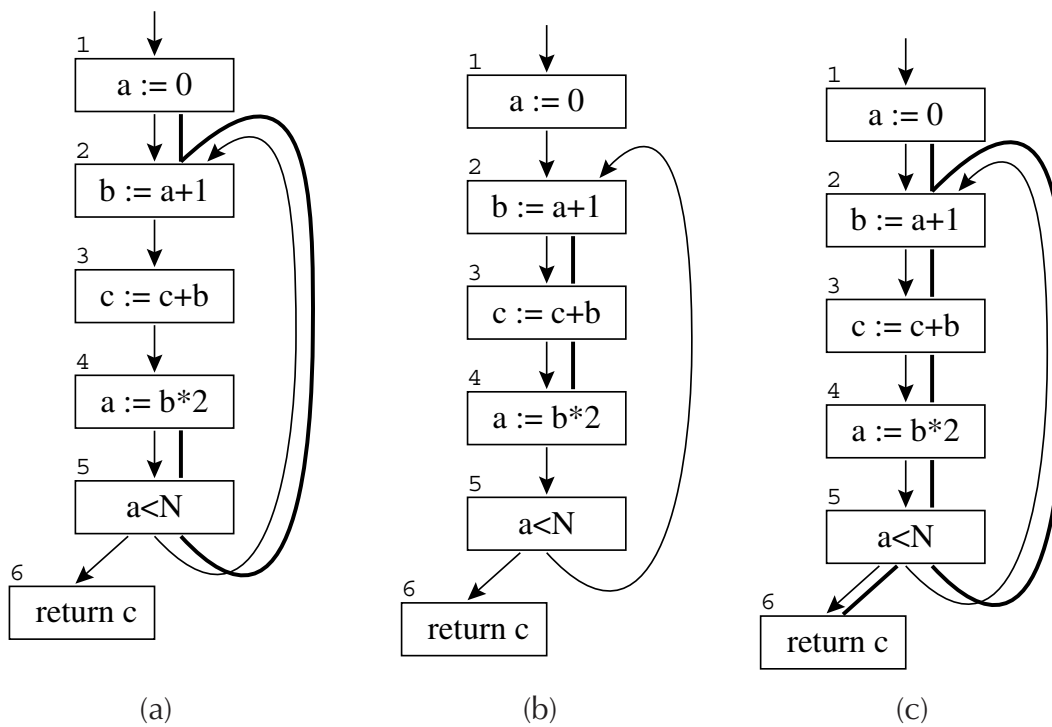 1
a := 0
2
b := a+1
3
c := c+b
4
a := b*2
5
a<N
6
return c
(a)
1
a := 0
2
b := a+1
3
c := c+b
4
a := b*2
5
a<N
6
return c
(b)
1
a := 0
2
b := a+1
3
c := c+b
4
a := b*2
5
a<N
6
return c
(c)